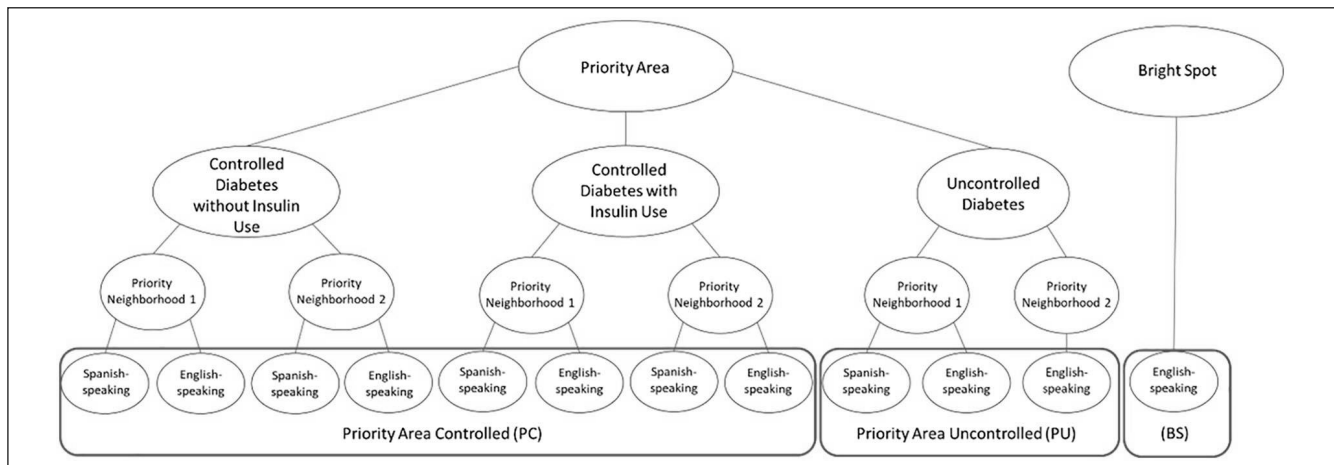 Priority Area
Bright Spot
Controlled
Diabetes
without Insulin
Use
Controlled
Diabetes with
Insulin Use
Uncontrolled
Diabetes
Priority
Neighborhood 1
Priority
Neighborhood 2
Priority
Neighborhood 1
Priority
Neighborhood 2
Priority
Neighborhood 1
Priority
Neighborhood 2
Spanish-
speaking
English-
speaking
Spanish-
speaking
English-
speaking
Spanish-
speaking
English-
speaking
Spanish-
speaking
English-
speaking
Spanish-
speaking
English-
speaking
English-
speaking
English-speaking
Priority Area Controlled (PC)
Priority Area Uncontrolled (PU)
(BS)